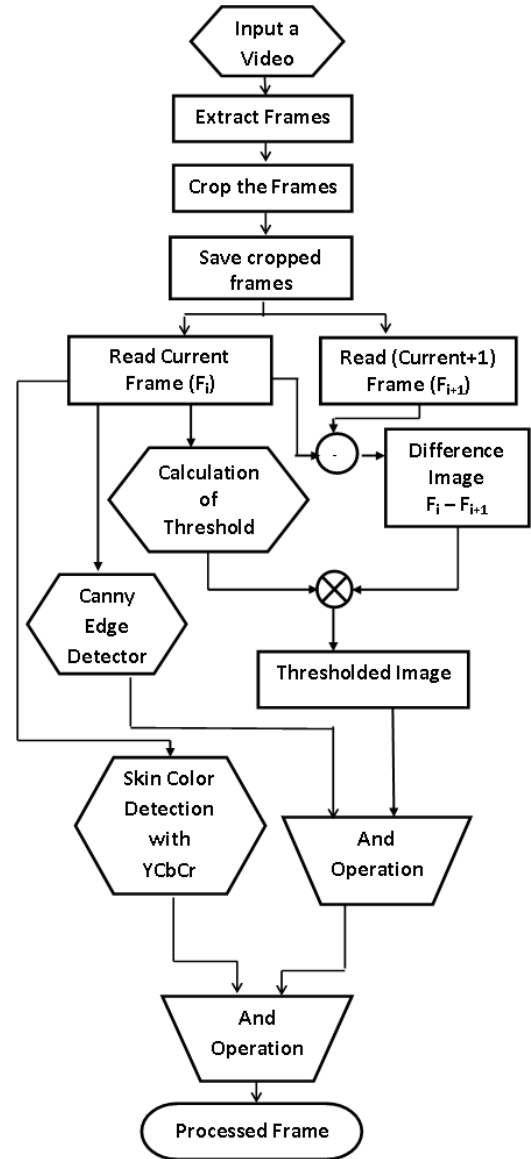 Input a
Video
Extract Frames
Crop the Frames
Save cropped
frames
Read Current
Frame (Fᵢ)
Read (Current+1)
Frame (Fᵢ₊₁)
-
Difference
Image
Fᵢ – Fᵢ₊₁
Calculation
of
Threshold
Canny
Edge
Detector
Thresholded Image
Skin Color
Detection
with
YCbCr
And
Operation
And
Operation
Processed Frame